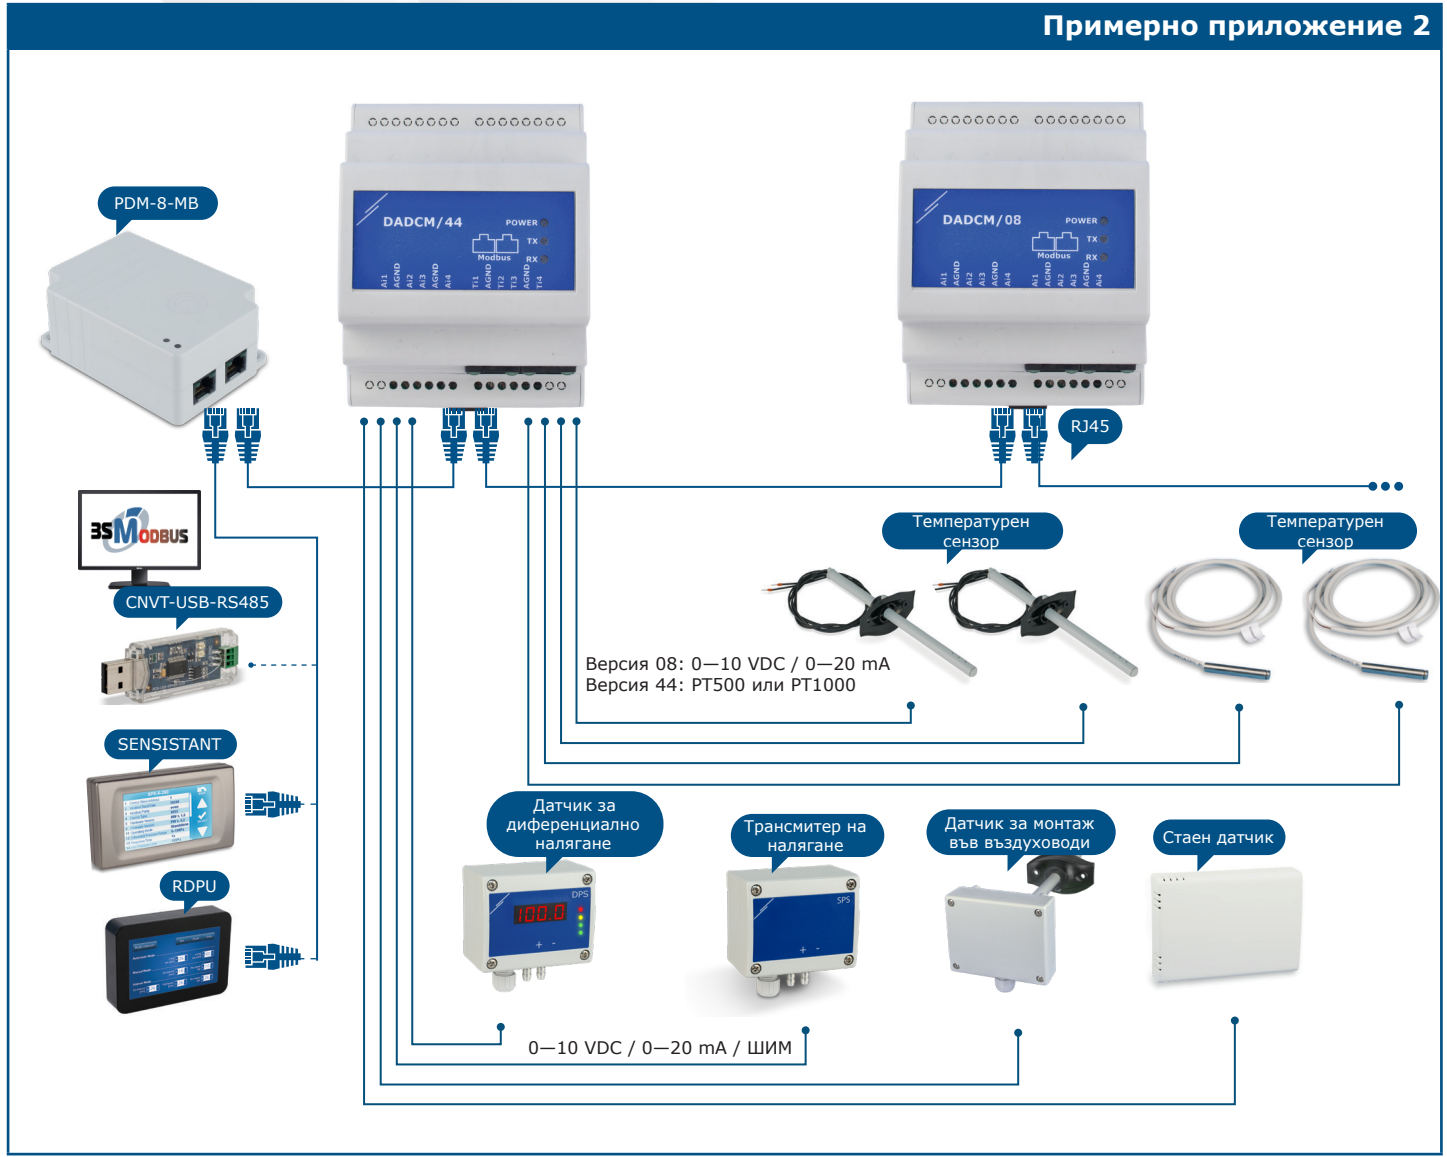 Примерно приложение 2
PDM-8-MB
DADCM/44
POWER
TX
RX
Modbus
Ai1
AGND
Ai2
Ai3
AGND
Ai4
Ti1
AGND
Ti2
Ti3
AGND
Ti4
DADCM/08
POWER
TX
RX
Modbus
Ai1
AGND
Ai2
Ai3
AGND
Ai4
Ai1
AGND
Ai2
Ai3
AGND
Ai4
RJ45
3SModbus
CNVT-USB-RS485
Температурен
сензор
Температурен
сензор
Версия 08: 0—10 VDC / 0—20 mA
Версия 44: PT500 или PT1000
SENSISTANT
RDPU
Датчик за
диференциално
налягане
Трансмитер на
налягане
Датчик за монтаж
във въздуховоди
Стаен датчик
DPS
100.0
+ -
SPS
+ -
0—10 VDC / 0—20 mA / ШИМ